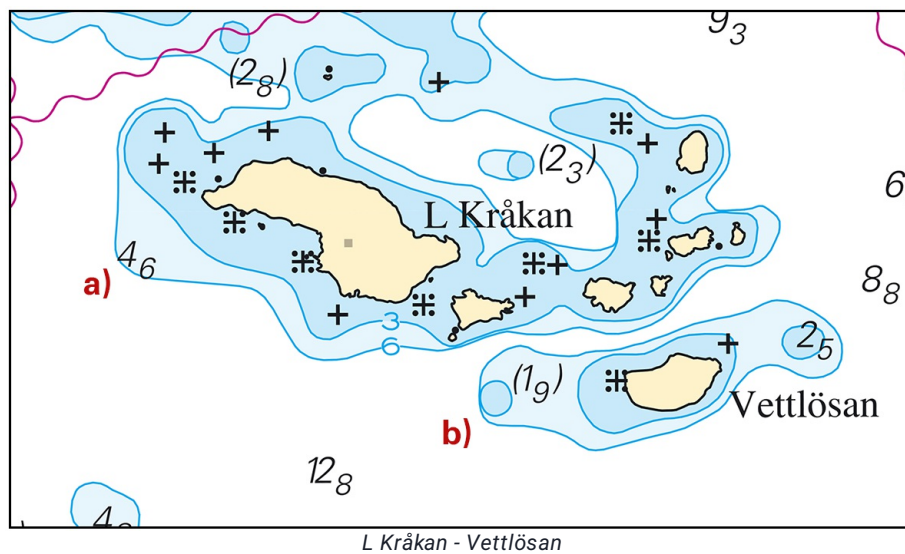 9₃
(2₈)
(2₃)
6
L Kråkan
4₆
8₈
a)
3
6
2₅
(1₉)
Vettlösan
b)
12₈
L Kråkan - Vettlösan